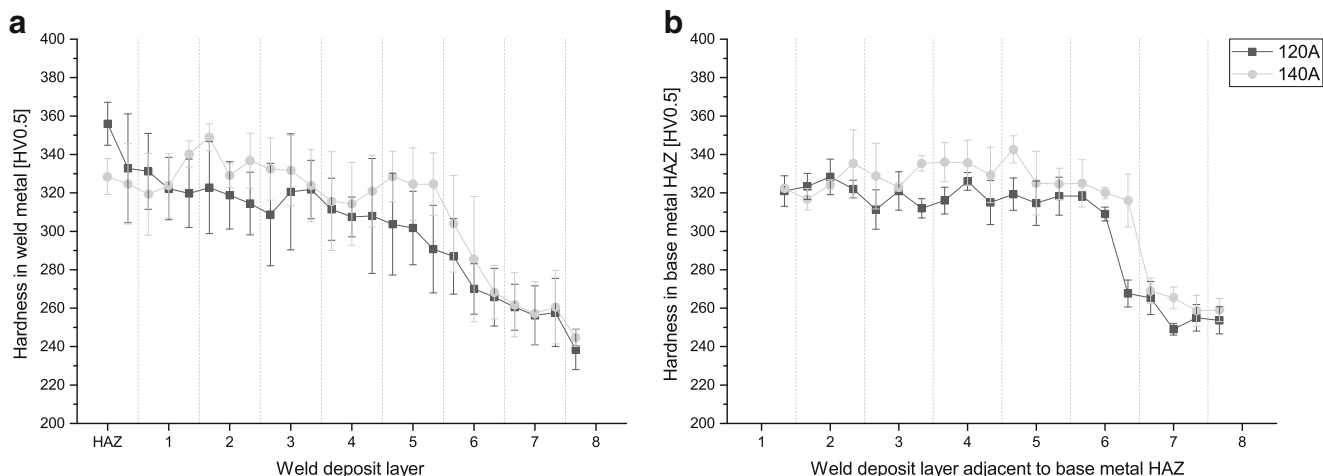 a
Hardness in weld metal [HV0.5]
400
380
360
340
320
300
280
260
240
220
200
HAZ 1 2 3 4 5 6 7 8
Weld deposit layer
b
Hardness in base metal HAZ [HV0.5]
400
380
360
340
320
300
280
260
240
220
200
1 2 3 4 5 6 7 8
Weld deposit layer adjacent to base metal HAZ
120A
140A